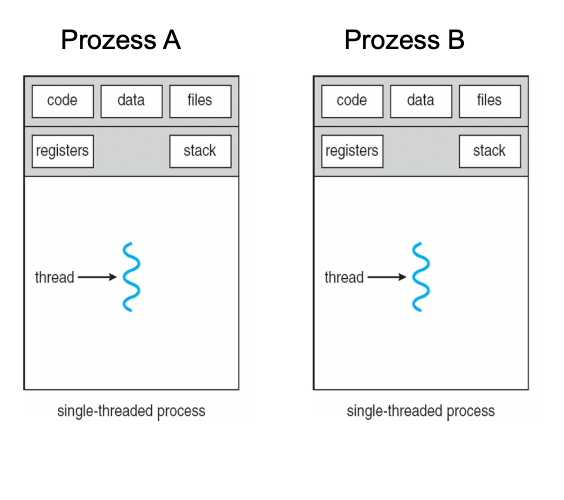 Prozess A
Prozess B
code data files
registers stack
thread
single-threaded process
code data files
registers stack
thread
single-threaded process